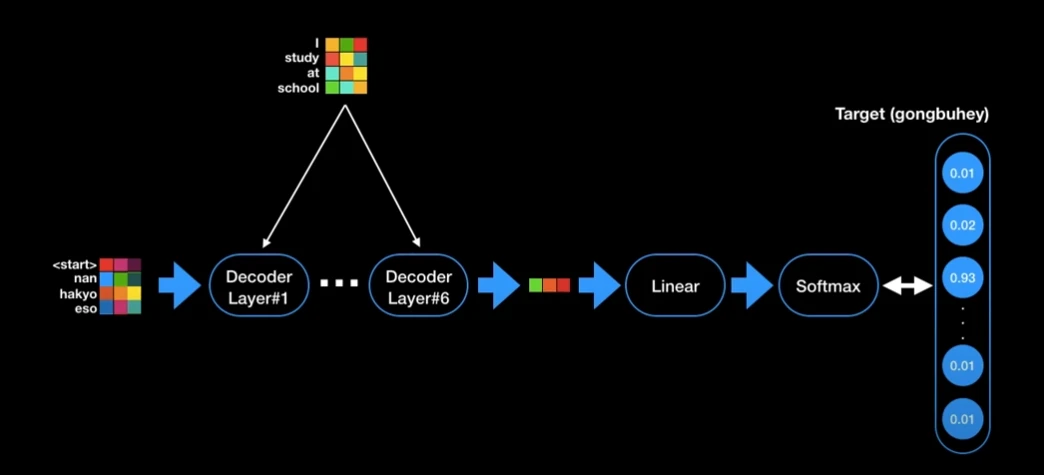 I
study
at
school
Target (gongbuhey)
0.01
0.02
<start>
nan
hakyo
eso
Decoder
Layer#1
Decoder
Layer#6
Linear
Softmax
0.93
0.01
0.01